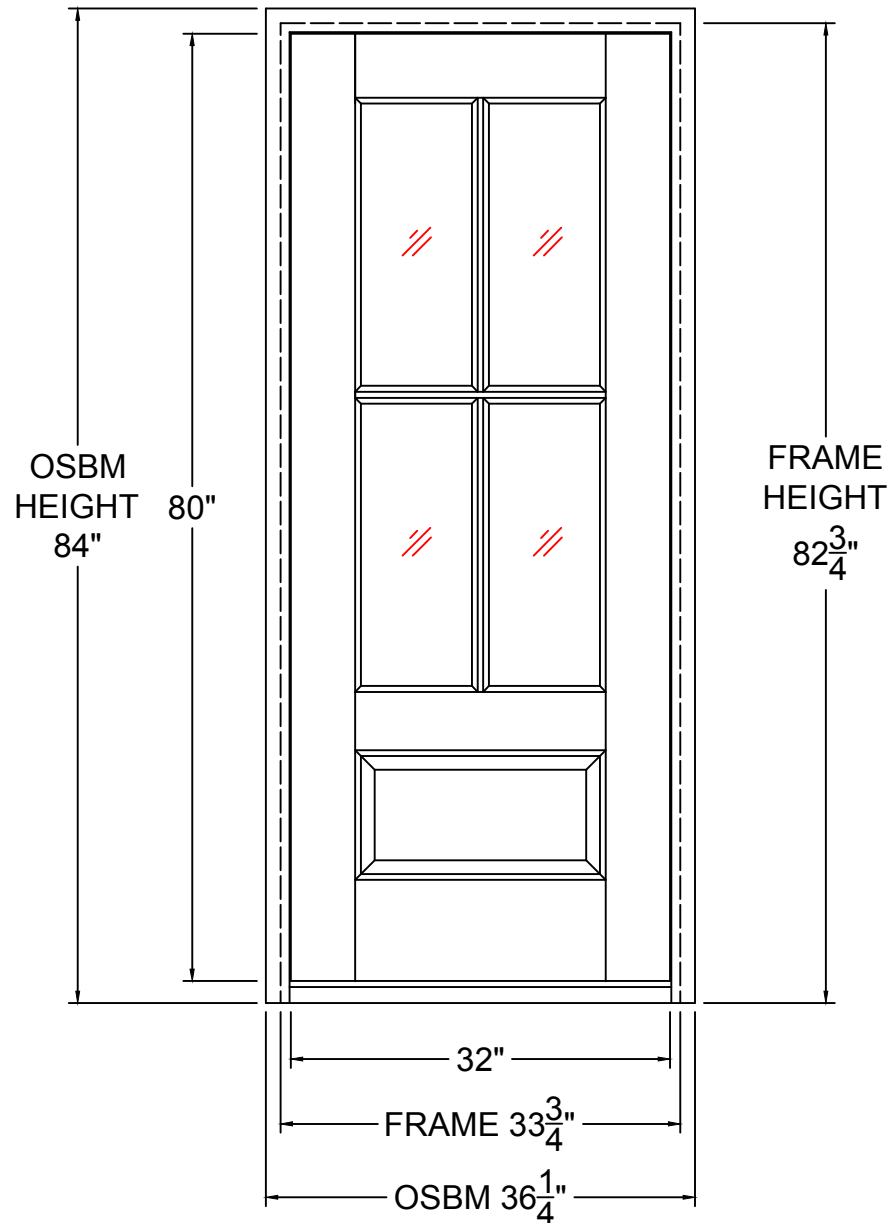 OSBM
HEIGHT
84"
80"
FRAME
HEIGHT
82 3/4"
32"
FRAME 33 3/4"
OSBM 36 1/4"